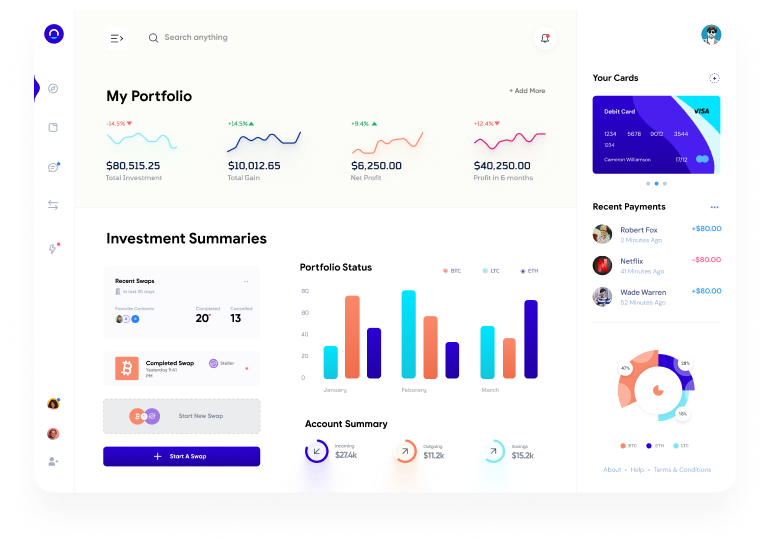 Search anything
My Portfolio
+ Add More
-14.5%
+14.5%
+9.4%
+12.4%
$80,515.25
$10,012.65
$6,250.00
$40,250.00
Total Investment
Total Gain
Net Profit
Profit in 6 months
Investment Summaries
Recent Swaps
In last 30 days
Favorite Contacts
Completed
Cancelled
20
13
Completed Swap
Yesterday 9:41
PM
Steller
Start New Swap
Start A Swap
Portfolio Status
BTC
LTC
ETH
80
60
40
20
0
January
Feburary
March
Account Summary
Incoming
$27.4k
Outgoing
$11.2k
Savings
$15.2k
Your Cards
Debit Card
VISA
1234 5678 9012 3544
1234
Cameron Williamson
17/12
Recent Payments
Robert Fox
+$80.00
2 Minutes Ago
Netflix
-$80.00
41 Minutes Ago
Wade Warren
+$80.00
52 Minutes Ago
47%
28%
18%
BTC
ETH
LTC
About • Help • Terms & Conditions